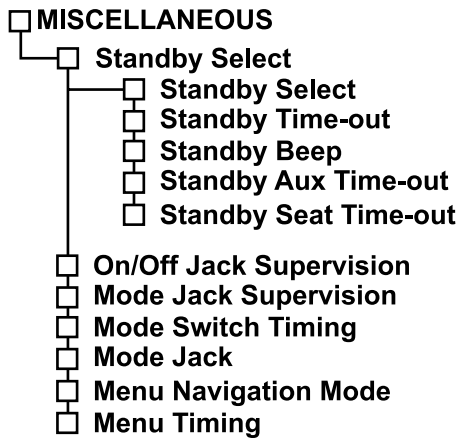 MISCELLANEOUS
Standby Select
Standby Select
Standby Time-out
Standby Beep
Standby Aux Time-out
Standby Seat Time-out
On/Off Jack Supervision
Mode Jack Supervision
Mode Switch Timing
Mode Jack
Menu Navigation Mode
Menu Timing